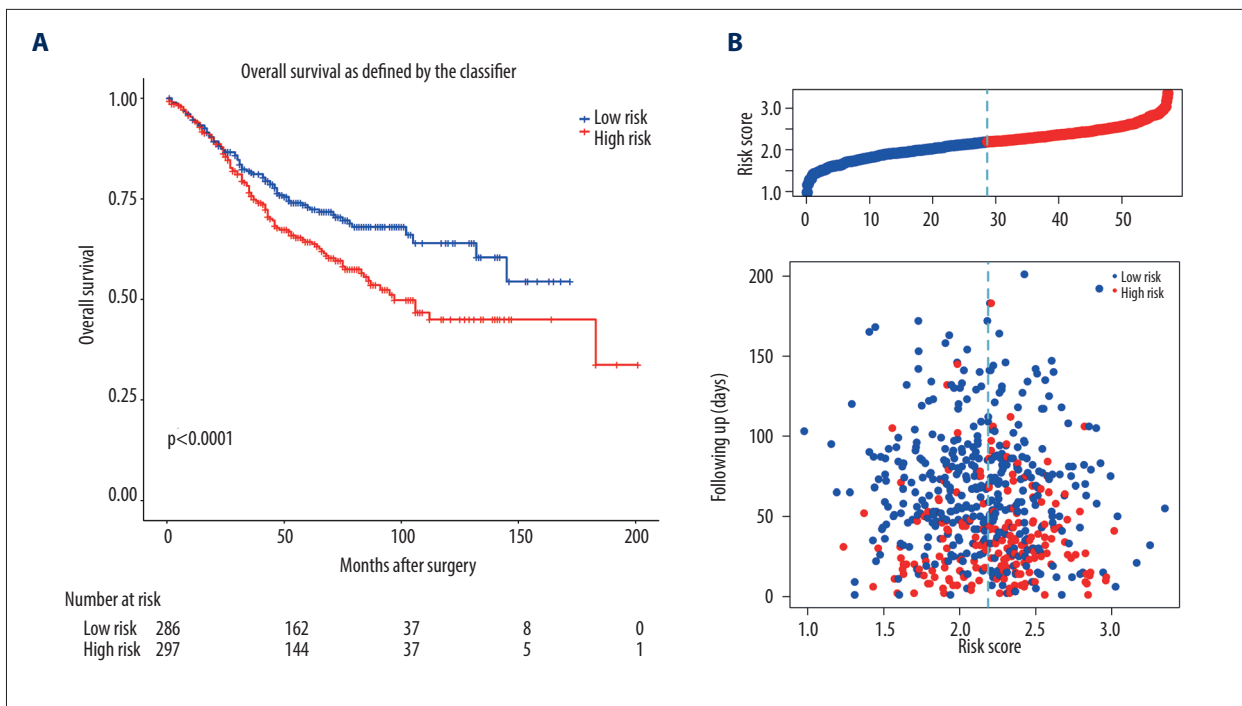 A
Overall survival as defined by the classifier
1.00
0.75
0.50
0.25
0.00
Overall survival
Low risk
High risk
p<0.0001
0 50 100 150 200
Months after surgery
Number at risk
Low risk 286 162 37 8 0
High risk 297 144 37 5 1
B
3.0
2.0
1.0
Risk score
0 10 20 30 40 50
200
150
100
50
0
Following up (days)
Low risk
High risk
1.0 1.5 2.0 2.5 3.0
Risk score